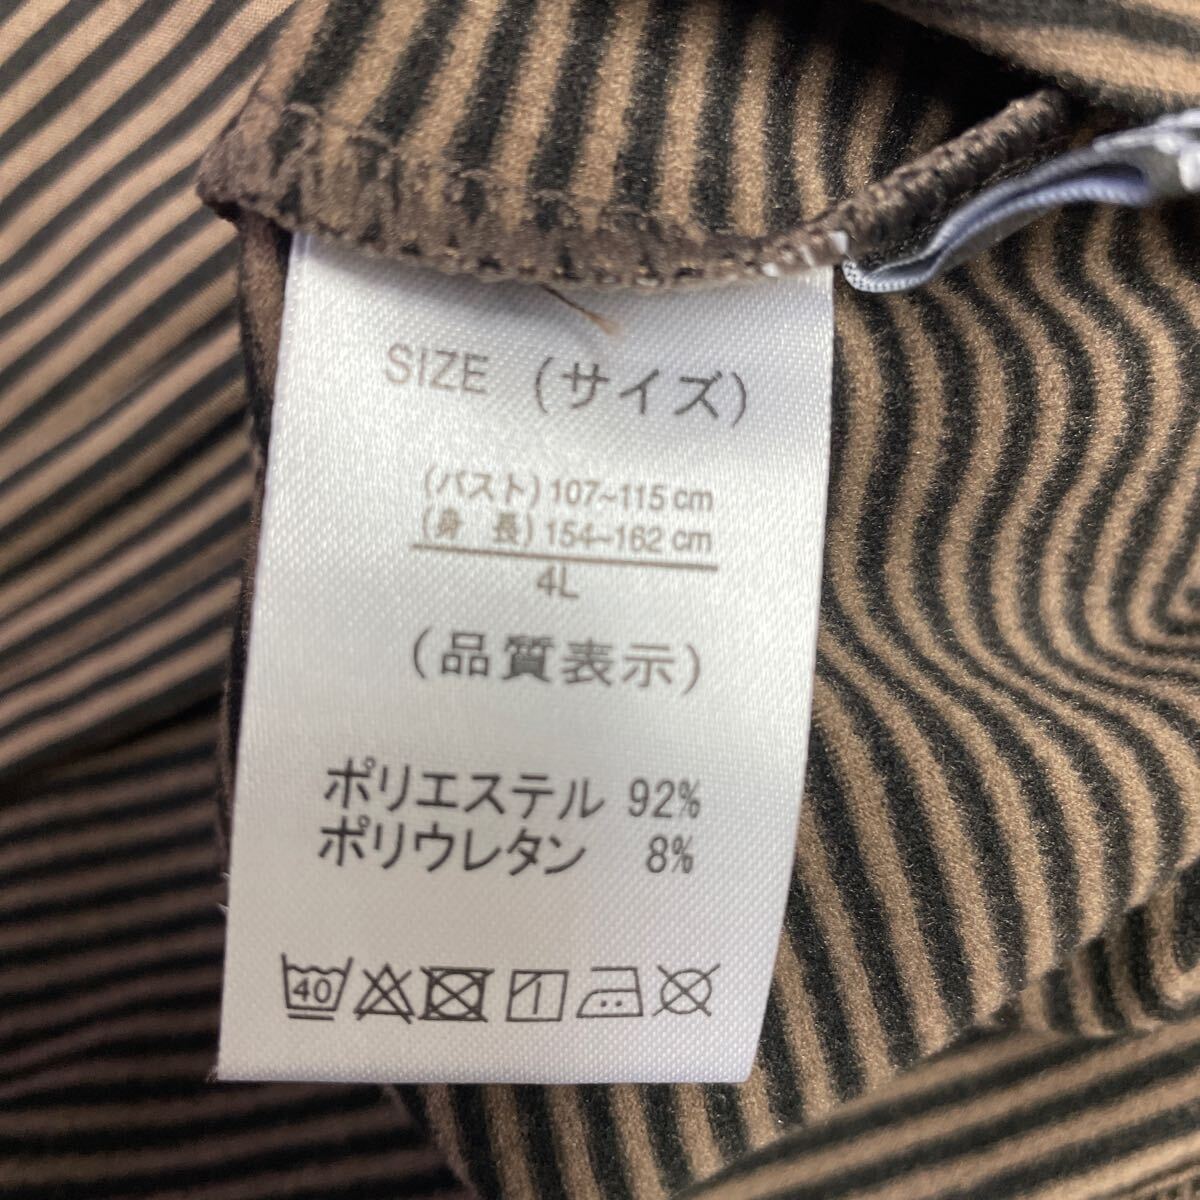 SIZE (サイズ)
(バスト) 107~115 cm
(身 長) 154~162 cm
4L
(品質表示)
ポリエステル 92%
ポリウレタン 8%
40